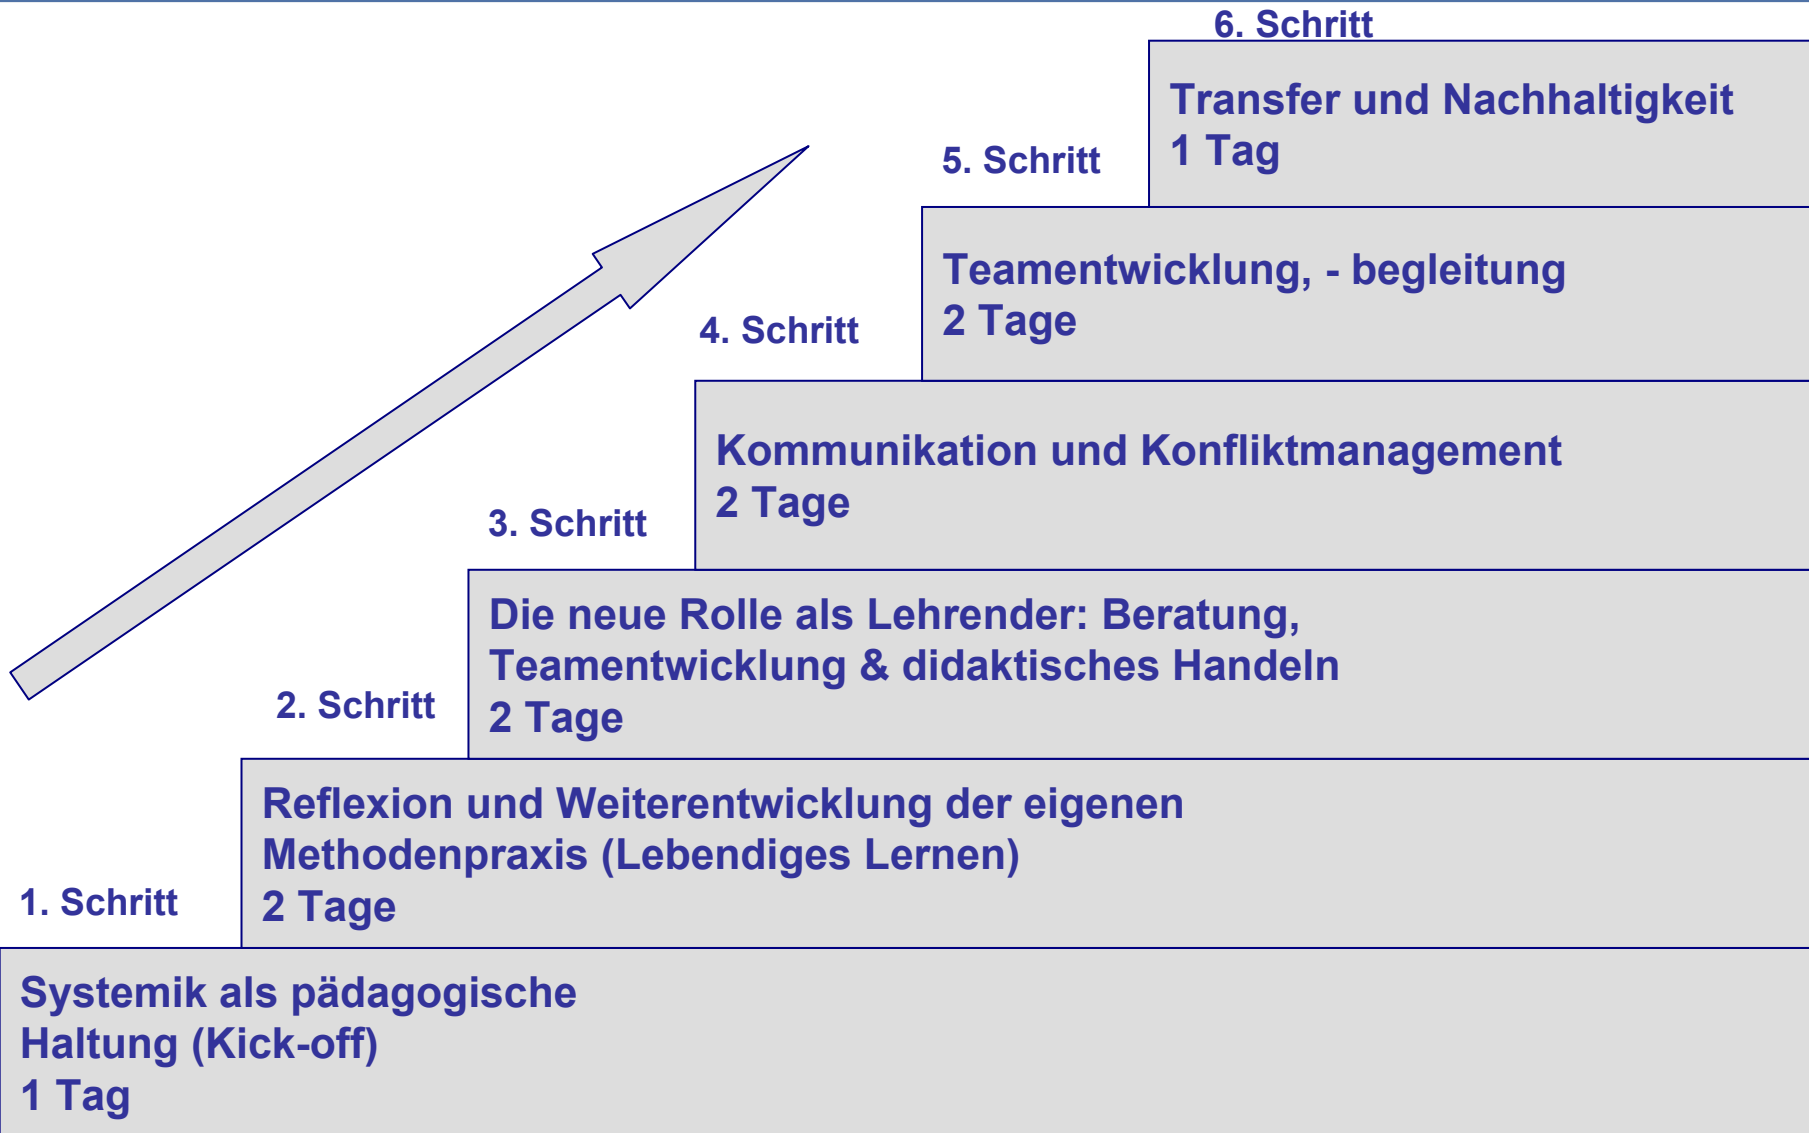 6. Schritt
Transfer und Nachhaltigkeit
1 Tag
5. Schritt
Teamentwicklung, - begleitung
2 Tage
4. Schritt
Kommunikation und Konfliktmanagement
2 Tage
3. Schritt
Die neue Rolle als Lehrender: Beratung,
Teamentwicklung & didaktisches Handeln
2 Tage
2. Schritt
Reflexion und Weiterentwicklung der eigenen
Methodenpraxis (Lebendiges Lernen)
2 Tage
1. Schritt
Systemik als pädagogische
Haltung (Kick-off)
1 Tag